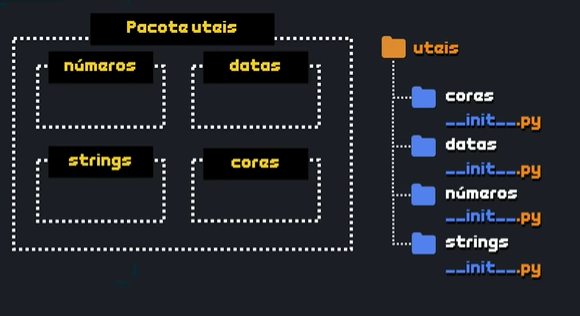 Pacote uteis
números
datas
strings
cores
uteis
cores
__init__.py
datas
__init__.py
números
__init__.py
strings
__init__.py